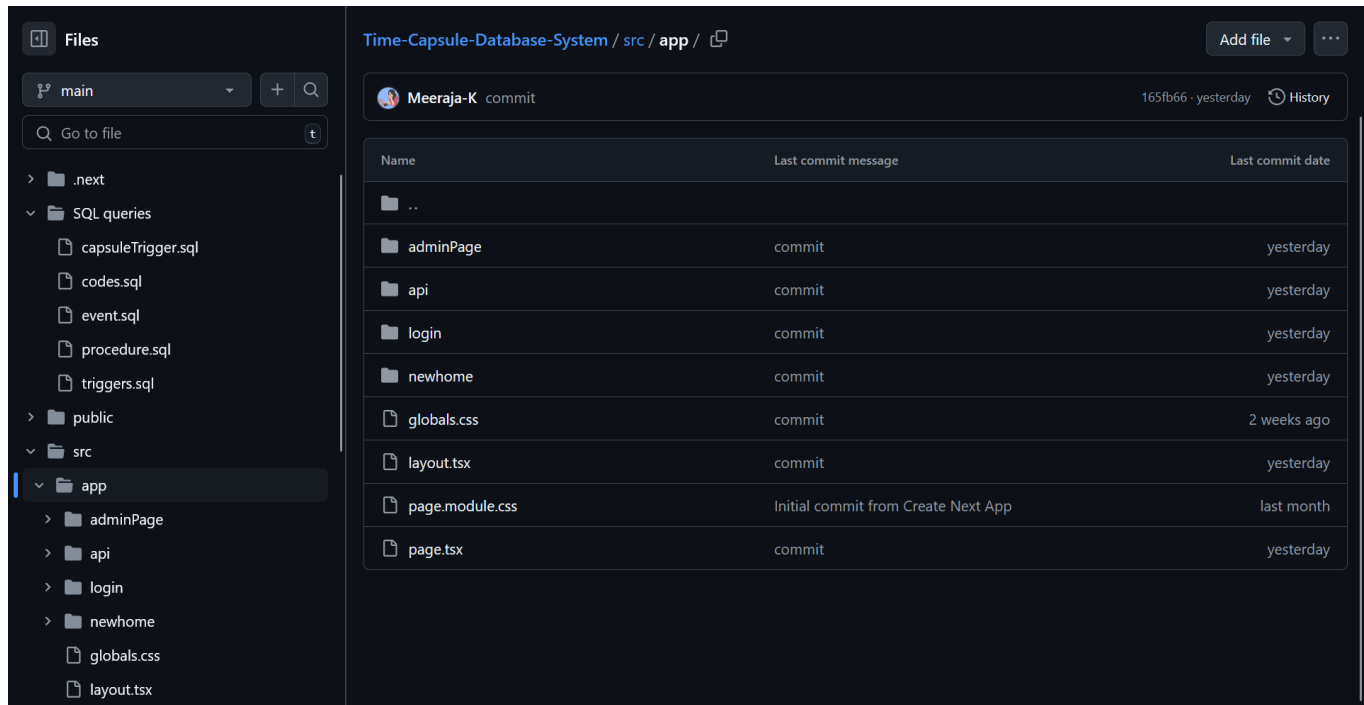 Files
main
Go to file
t
.next
SQL queries
capsuleTrigger.sql
codes.sql
event.sql
procedure.sql
triggers.sql
public
src
app
adminPage
api
login
newhome
globals.css
layout.tsx
Time-Capsule-Database-System / src / app /
Add file
Meeraja-K commit
165fb66 · yesterday History
Name Last commit message Last commit date
..
adminPage commit yesterday
api commit yesterday
login commit yesterday
newhome commit yesterday
globals.css commit 2 weeks ago
layout.tsx commit yesterday
page.module.css Initial commit from Create Next App last month
page.tsx commit yesterday